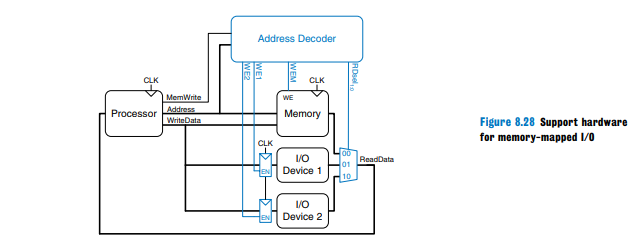 Address Decoder
WE2
WE1
WEM
RDsel1:0
CLK
CLK
MemWrite
Address
WriteData
Processor
WE
Memory
Figure 8.28 Support hardware
for memory-mapped I/O
CLK
EN
I/O
Device 1
00
01
10
ReadData
EN
I/O
Device 2